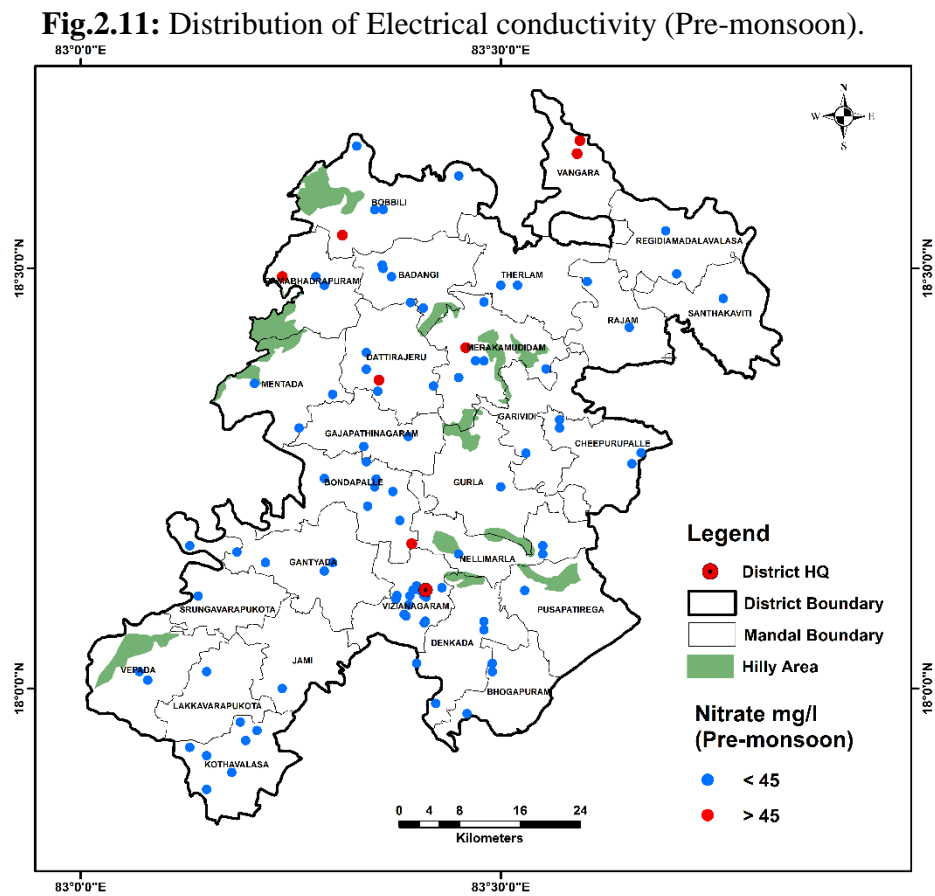 Fig.2.11: Distribution of Electrical conductivity (Pre-monsoon).
83°0'0"E 83°30'0"E
N
W E
S
VANGARA
BOBBILI
REGIDIAMADALAVALASA
18°30'0"N 18°30'0"N
RAMABHADRAPURAM BADANGI THERLAM
SANTHAKAVITI
RAJAM
MERAKAMUDIDAM
DATTIRAJERU
MENTADA
GARIVIDI
GAJAPATHINAGARAM
CHEEPURUPALLE
BONDAPALLE GURLA
Legend
District HQ
District Boundary
Mandal Boundary
Hilly Area
Nitrate mg/l
(Pre-monsoon)
< 45
> 45
NELLIMARLA
GANTYADA
SRUNGAVARAPUKOTA VIZIANAGARAM PUSAPATIREGA
DENKADA
JAMI
VEPADA
18°0'0"N 18°0'0"N
BHOGAPURAM
LAKKAVARAPUKOTA
KOTHAVALASA
0 4 8 16 24
Kilometers
83°0'0"E 83°30'0"E